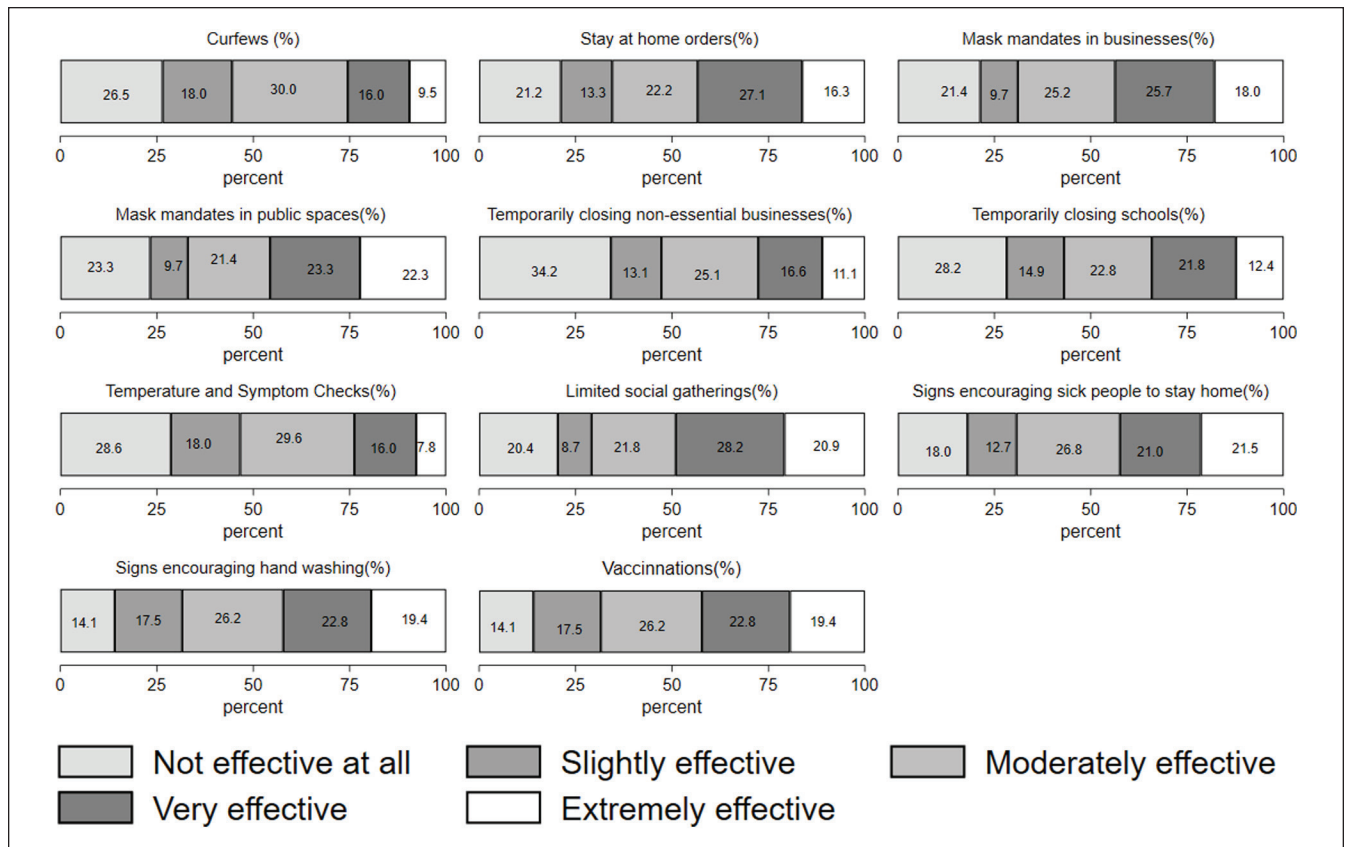 Curfews (%)
26.5 18.0 30.0 16.0 9.5
0 25 50 75 100
percent
Stay at home orders(%)
21.2 13.3 22.2 27.1 16.3
0 25 50 75 100
percent
Mask mandates in businesses(%)
21.4 9.7 25.2 25.7 18.0
0 25 50 75 100
percent
Mask mandates in public spaces(%)
23.3 9.7 21.4 23.3 22.3
0 25 50 75 100
percent
Temporarily closing non-essential businesses(%)
34.2 13.1 25.1 16.6 11.1
0 25 50 75 100
percent
Temporarily closing schools(%)
28.2 14.9 22.8 21.8 12.4
0 25 50 75 100
percent
Temperature and Symptom Checks(%)
28.6 18.0 29.6 16.0 7.8
0 25 50 75 100
percent
Limited social gatherings(%)
20.4 8.7 21.8 28.2 20.9
0 25 50 75 100
percent
Signs encouraging sick people to stay home(%)
18.0 12.7 26.8 21.0 21.5
0 25 50 75 100
percent
Signs encouraging hand washing(%)
14.1 17.5 26.2 22.8 19.4
0 25 50 75 100
percent
Vaccinnations(%)
14.1 17.5 26.2 22.8 19.4
0 25 50 75 100
percent
Not effective at all Slightly effective Moderately effective
Very effective Extremely effective